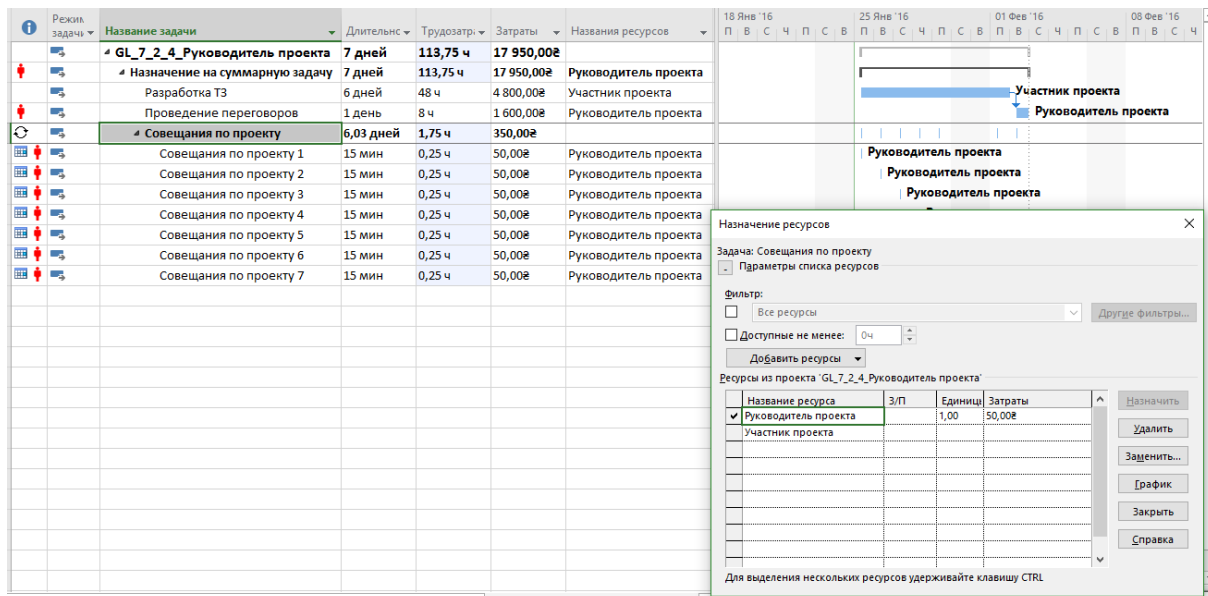 18 Янв '16 25 Янв '16 01 Фев '16 08 Фев '16
Режим задачи Название задачи Длительнс Трудозатра Затраты Названия ресурсов П В С Ч П С В П В С Ч П С В П В С Ч П С В П В С Ч
GL_7_2_4_Руководитель проекта 7 дней 113,75 ч 17 950,00₴
Назначение на суммарную задачу 7 дней 113,75 ч 17 950,00₴ Руководитель проекта
Разработка ТЗ 6 дней 48 ч 4 800,00₴ Участник проекта Участник проекта
Проведение переговоров 1 день 8 ч 1 600,00₴ Руководитель проекта Руководитель проекта
Совещания по проекту 6,03 дней 1,75 ч 350,00₴
Совещания по проекту 1 15 мин 0,25 ч 50,00₴ Руководитель проекта Руководитель проекта
Совещания по проекту 2 15 мин 0,25 ч 50,00₴ Руководитель проекта Руководитель проекта
Совещания по проекту 3 15 мин 0,25 ч 50,00₴ Руководитель проекта Руководитель проекта
Совещания по проекту 4 15 мин 0,25 ч 50,00₴ Руководитель проекта
Совещания по проекту 5 15 мин 0,25 ч 50,00₴ Руководитель проекта
Совещания по проекту 6 15 мин 0,25 ч 50,00₴ Руководитель проекта
Совещания по проекту 7 15 мин 0,25 ч 50,00₴ Руководитель проекта
Назначение ресурсов
Задача: Совещания по проекту
- Параметры списка ресурсов
Фильтр:
Все ресурсы Другие фильтры...
Доступные не менее: 0ч
Добавить ресурсы
Ресурсы из проекта 'GL_7_2_4_Руководитель проекта'
Название ресурса З/П Единицы Затраты Назначить
Руководитель проекта 1,00 50,00₴
Участник проекта Удалить
Заменить...
График
Закрыть
Справка
Для выделения нескольких ресурсов удерживайте клавишу CTRL